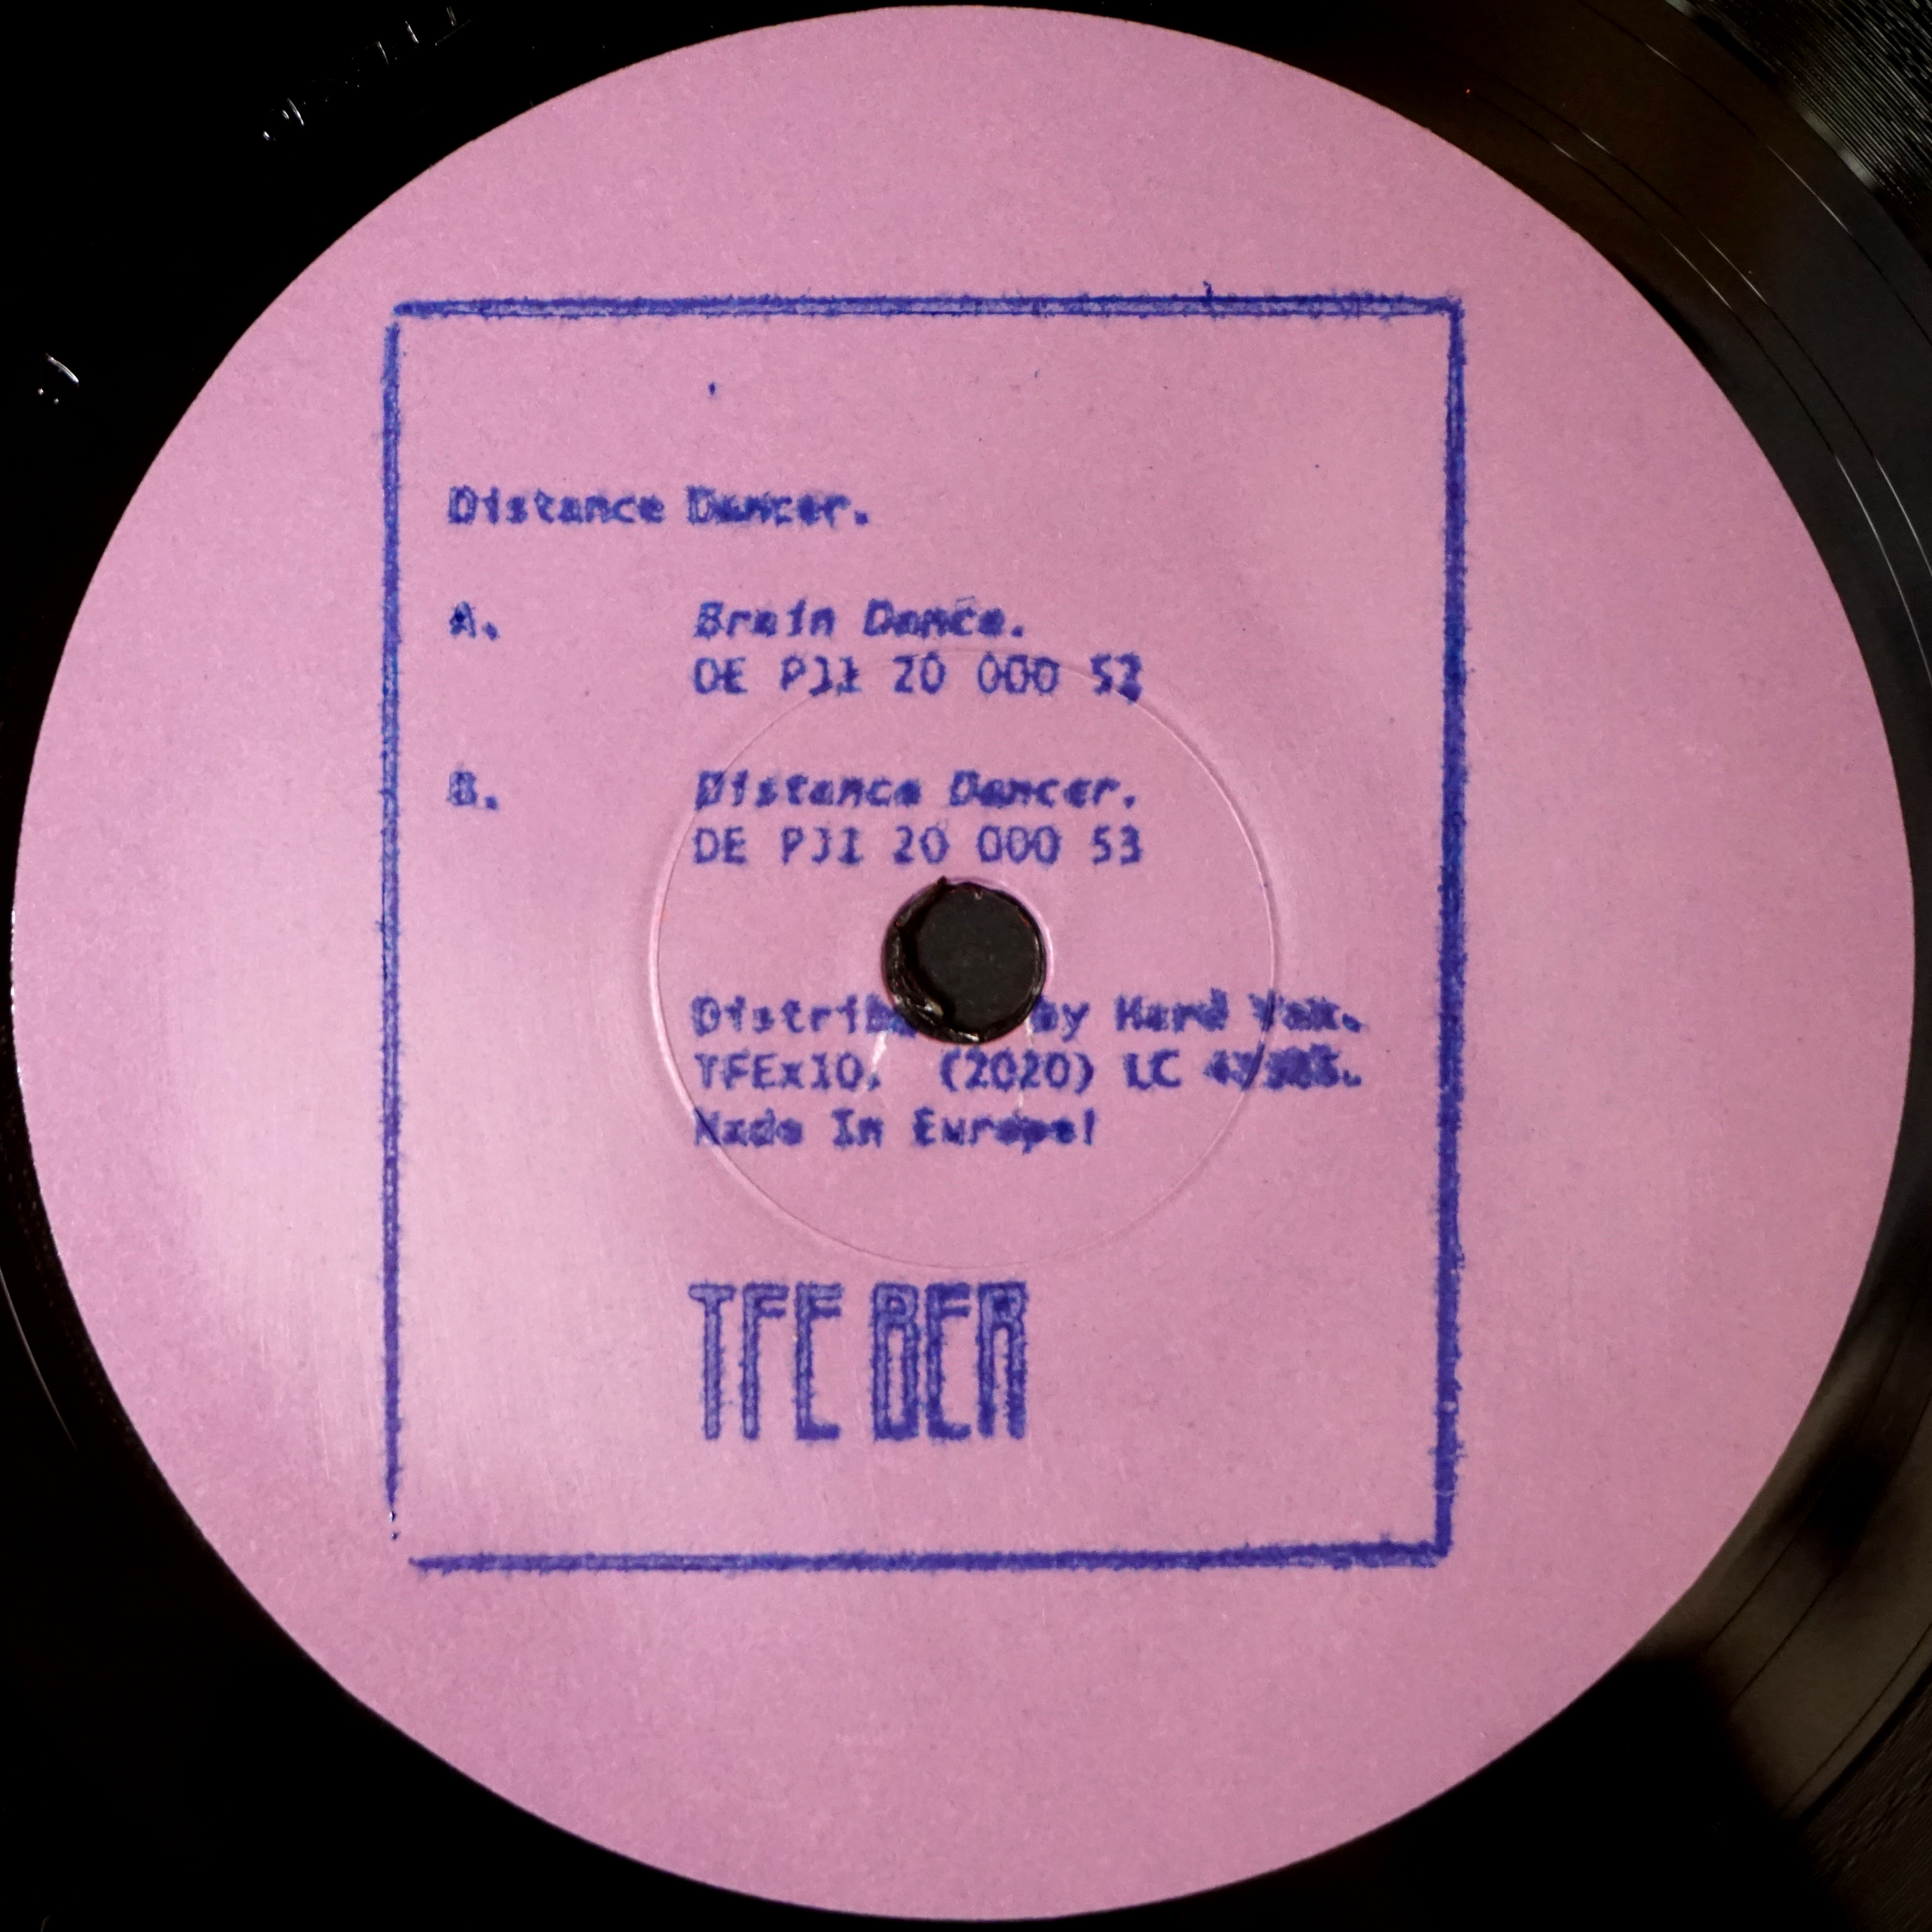 Distance Dancer.
A. Brain Dance.
DE PJ1 20 000 52
B. Distance Dancer.
DE PJ1 20 000 53
by Hard Wax.
TFEx10. (2020) LC
Made In Europe!
TFE BER